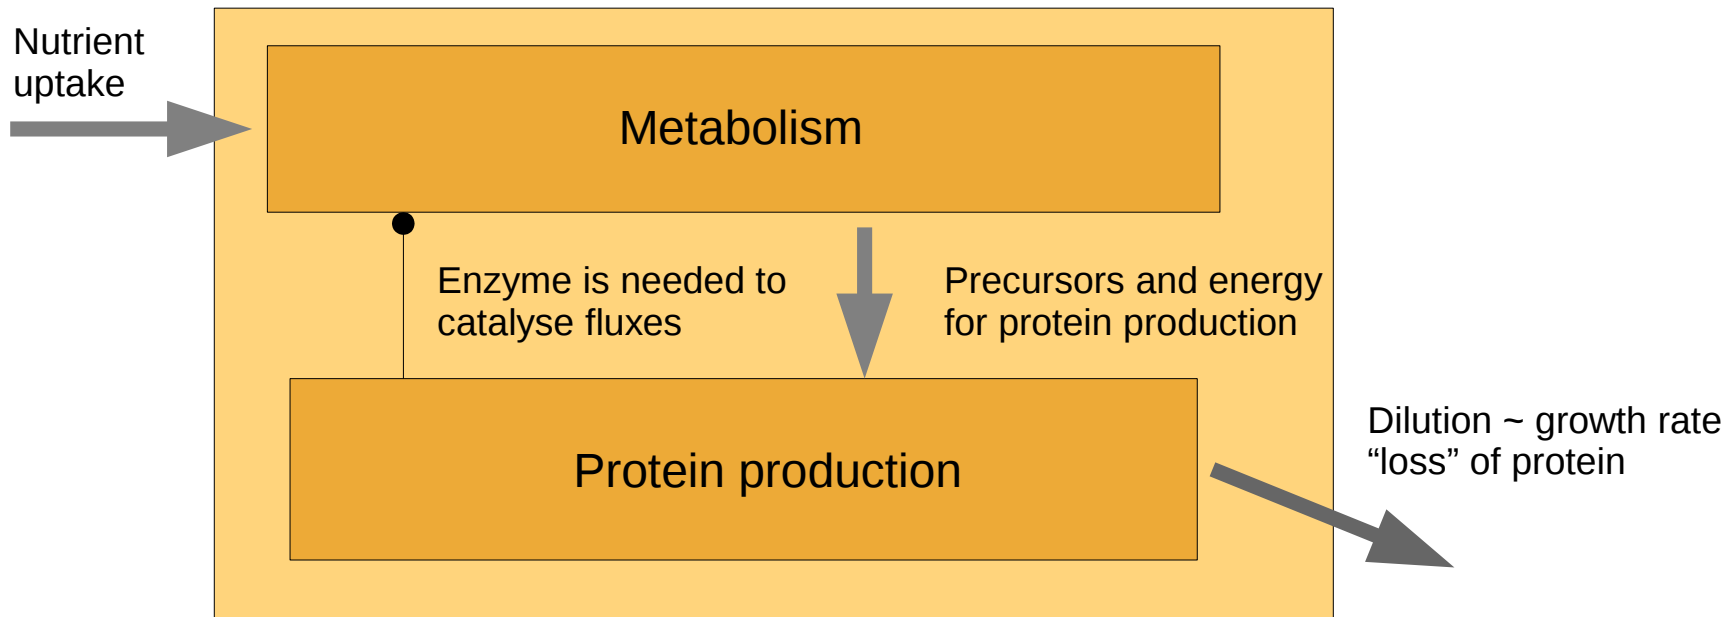 Nutrient
uptake
Metabolism
Enzyme is needed to
catalyse fluxes
Precursors and energy
for protein production
Protein production
Dilution ~ growth rate
“loss” of protein